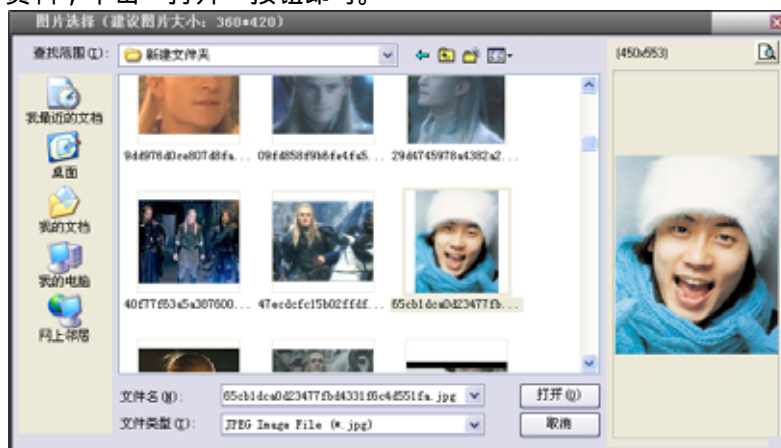 图片选择（建议图片大小：360*420）
查找范围(I)：
新建文件夹
(450x553)
我最近的文档
桌面
我的文档
我的电脑
网上邻居
9dd976d0ce807d8fa...
09fd858f9b6fe4fa5...
29d4745978a4382a2...
40f77f63a5a387600...
47ecdcfc15b02ffdf...
65cb1dca0d23477fb...
文件名(N)：
65cb1dca0d23477fbd4331f6c4d551fa.jpg
打开(O)
文件类型(T)：
JPEG Image File (*.jpg)
取消